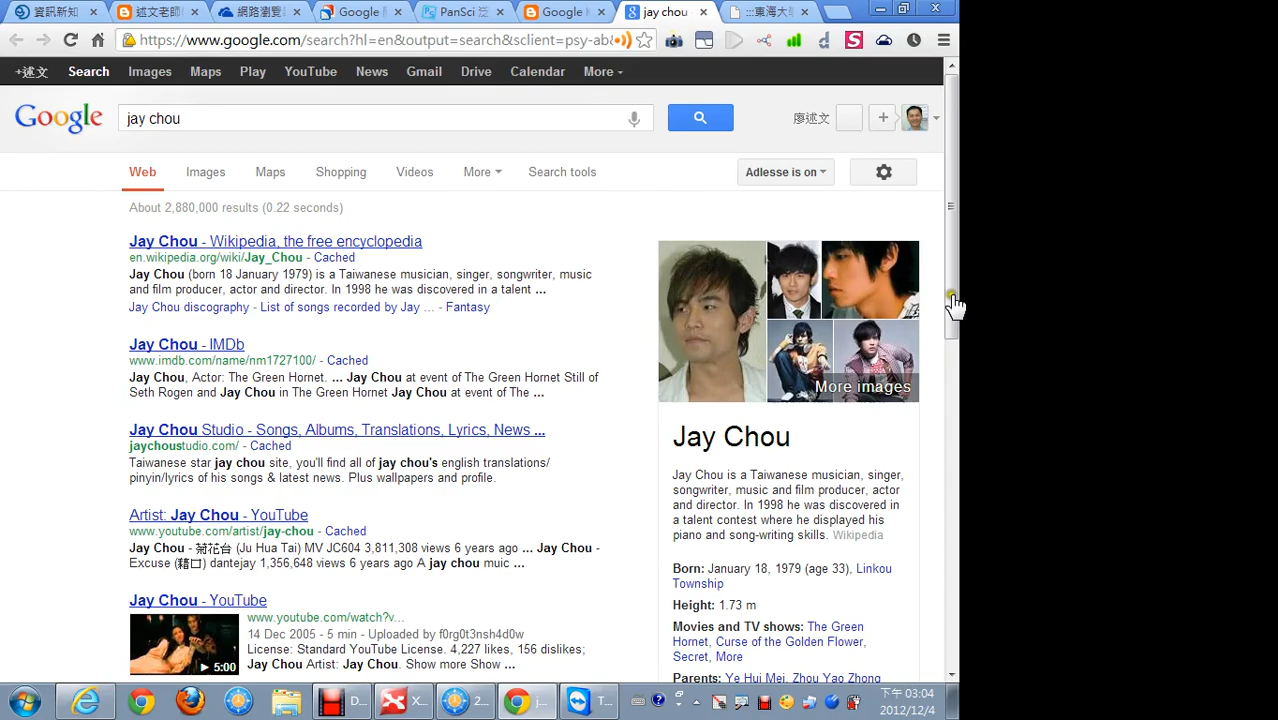 資訊新知
述文老師
網路瀏覽
Google
PanSci 泛
Google
jay chou
:::東海大學
https://www.google.com/search?hl=en&output=search&sclient=psy-ab&
+述文 Search Images Maps Play YouTube News Gmail Drive Calendar More
Google
jay chou
廖述文
+
Web Images Maps Shopping Videos More Search tools
Adlesse is on
About 2,880,000 results (0.22 seconds)
Jay Chou - Wikipedia, the free encyclopedia
en.wikipedia.org/wiki/Jay_Chou - Cached
Jay Chou (born 18 January 1979) is a Taiwanese musician, singer, songwriter, music
and film producer, actor and director. In 1998 he was discovered in a talent ...
Jay Chou discography - List of songs recorded by Jay ... - Fantasy
Jay Chou - IMDb
www.imdb.com/name/nm1727100/ - Cached
Jay Chou, Actor: The Green Hornet. ... Jay Chou at event of The Green Hornet Still of
Seth Rogen and Jay Chou in The Green Hornet Jay Chou at event of The ...
Jay Chou Studio - Songs, Albums, Translations, Lyrics, News ...
jaychoustudio.com/ - Cached
Taiwanese star jay chou site, you'll find all of jay chou's english translations/
pinyin/lyrics of his songs & latest news. Plus wallpapers and profile.
Artist: Jay Chou - YouTube
www.youtube.com/artist/jay-chou - Cached
Jay Chou - 菊花台 (Ju Hua Tai) MV JC604 3,811,308 views 6 years ago ... Jay Chou -
Excuse (藉口) dantejay 1,356,648 views 6 years ago A jay chou muic ...
Jay Chou - YouTube
www.youtube.com/watch?v...
14 Dec 2005 - 5 min - Uploaded by f0rg0t3nsh4d0w
License: Standard YouTube License. 4,227 likes, 156 dislikes;
Jay Chou Artist: Jay Chou. Show more Show ...
5:00
More images
Jay Chou
Jay Chou is a Taiwanese musician, singer,
songwriter, music and film producer, actor
and director. In 1998 he was discovered in
a talent contest where he displayed his
piano and song-writing skills. Wikipedia
Born: January 18, 1979 (age 33), Linkou
Township
Height: 1.73 m
Movies and TV shows: The Green
Hornet, Curse of the Golden Flower,
Secret, More
Parents: Ye Hui Mei, Zhou Yao Zhong
D...
X...
2...
j...
T...
下午 03:04
2012/12/4